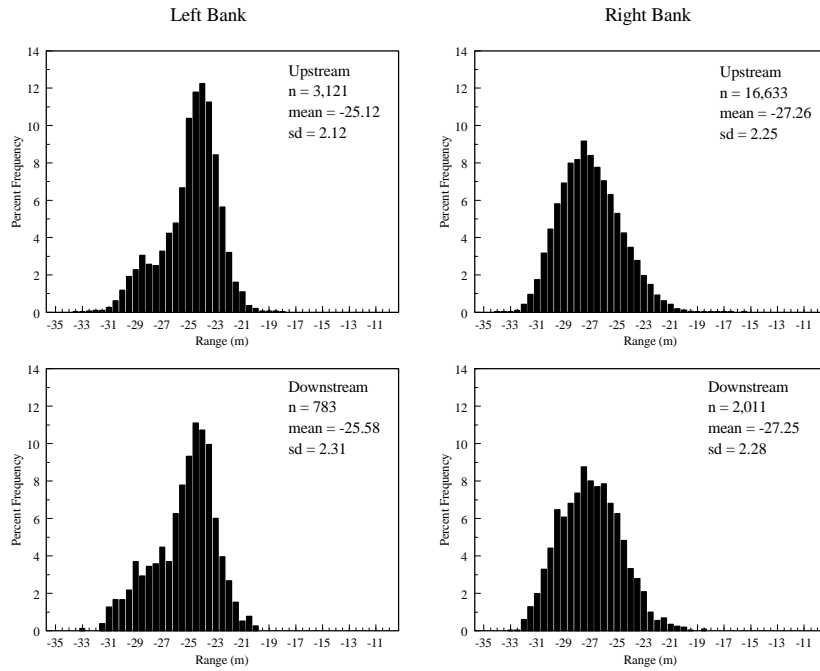 Left Bank
Right Bank
14
12
10
8
6
4
2
0
Percent Frequency
Upstream
n = 3,121
mean = -25.12
sd = 2.12
-35 -33 -31 -29 -27 -25 -23 -21 -19 -17 -15 -13 -11
Range (m)
14
12
10
8
6
4
2
0
Percent Frequency
Upstream
n = 16,633
mean = -27.26
sd = 2.25
-35 -33 -31 -29 -27 -25 -23 -21 -19 -17 -15 -13 -11
Range (m)
14
12
10
8
6
4
2
0
Percent Frequency
Downstream
n = 783
mean = -25.58
sd = 2.31
-35 -33 -31 -29 -27 -25 -23 -21 -19 -17 -15 -13 -11
Range (m)
14
12
10
8
6
4
2
0
Percent Frequency
Downstream
n = 2,011
mean = -27.25
sd = 2.28
-35 -33 -31 -29 -27 -25 -23 -21 -19 -17 -15 -13 -11
Range (m)